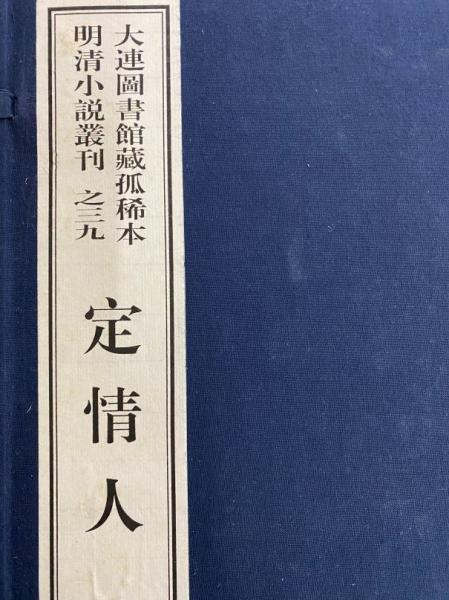 大連圖書館藏孤稀本
明清小説叢刊 之三九
定情人